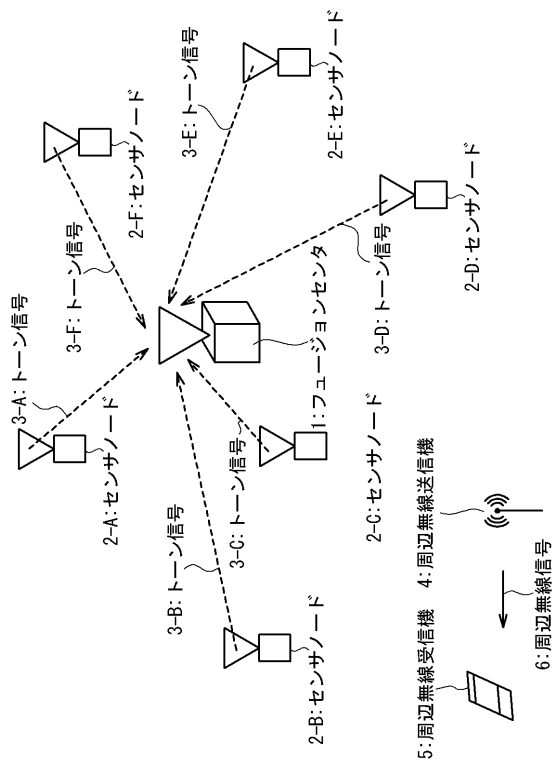 3-A:トーン信号
2-A:センサノード
3-F:トーン信号
2-F:センサノード
3-E:トーン信号
2-E:センサノード
3-B:トーン信号
2-B:センサノード
3-C:トーン信号
2-C:センサノード
1:フュージョンセンタ
3-D:トーン信号
2-D:センサノード
5:周辺無線受信機
4:周辺無線送信機
6:周辺無線信号